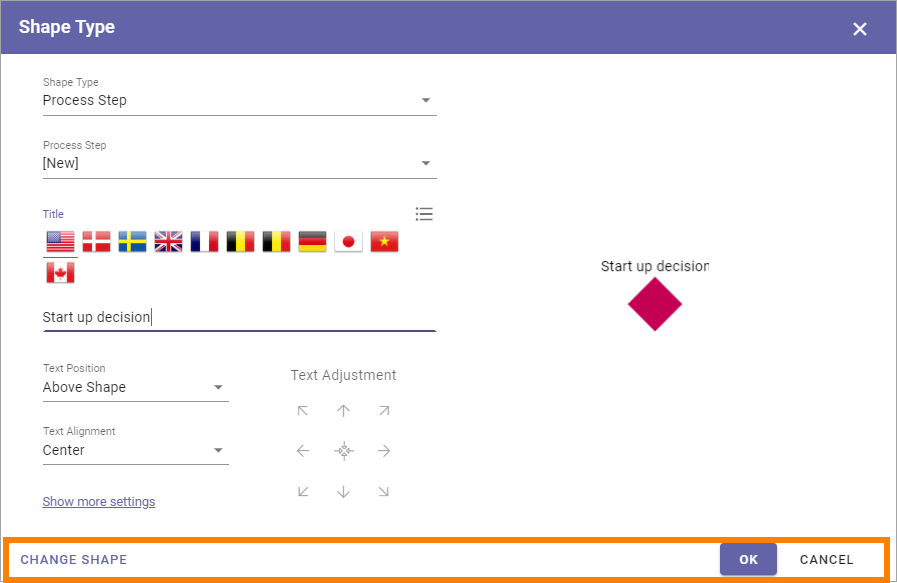 Shape Type
Shape Type
Process Step
Process Step
[New]
Title
Start up decision
Start up decision
Text Position
Above Shape
Text Adjustment
Text Alignment
Center
Show more settings
CHANGE SHAPE
OK
CANCEL